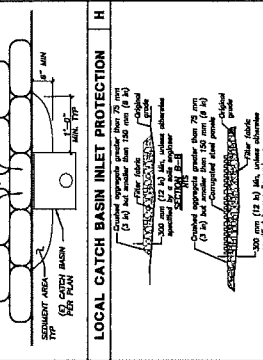 6" MIN
1'-0"
MIN. TYP
SEDIMENT AREA
TYP
(E) CATCH BASIN
PER PLAN
LOCAL CATCH BASIN INLET PROTECTION
H
Crushed aggregate greater than 75 mm
(3 in) but smaller than 150 mm (6 in)
Filter fabric
Original
grade
300 mm (12 in) Min, unless otherwise
specified by a soils engineer
SECTION B-B
NTS
Crushed aggregate greater than 75 mm
(3 in) but smaller than 150 mm (6 in)
Corrugated steel panels
Original
grade
Filter fabric
300 mm (12 in) Min, unless otherwise